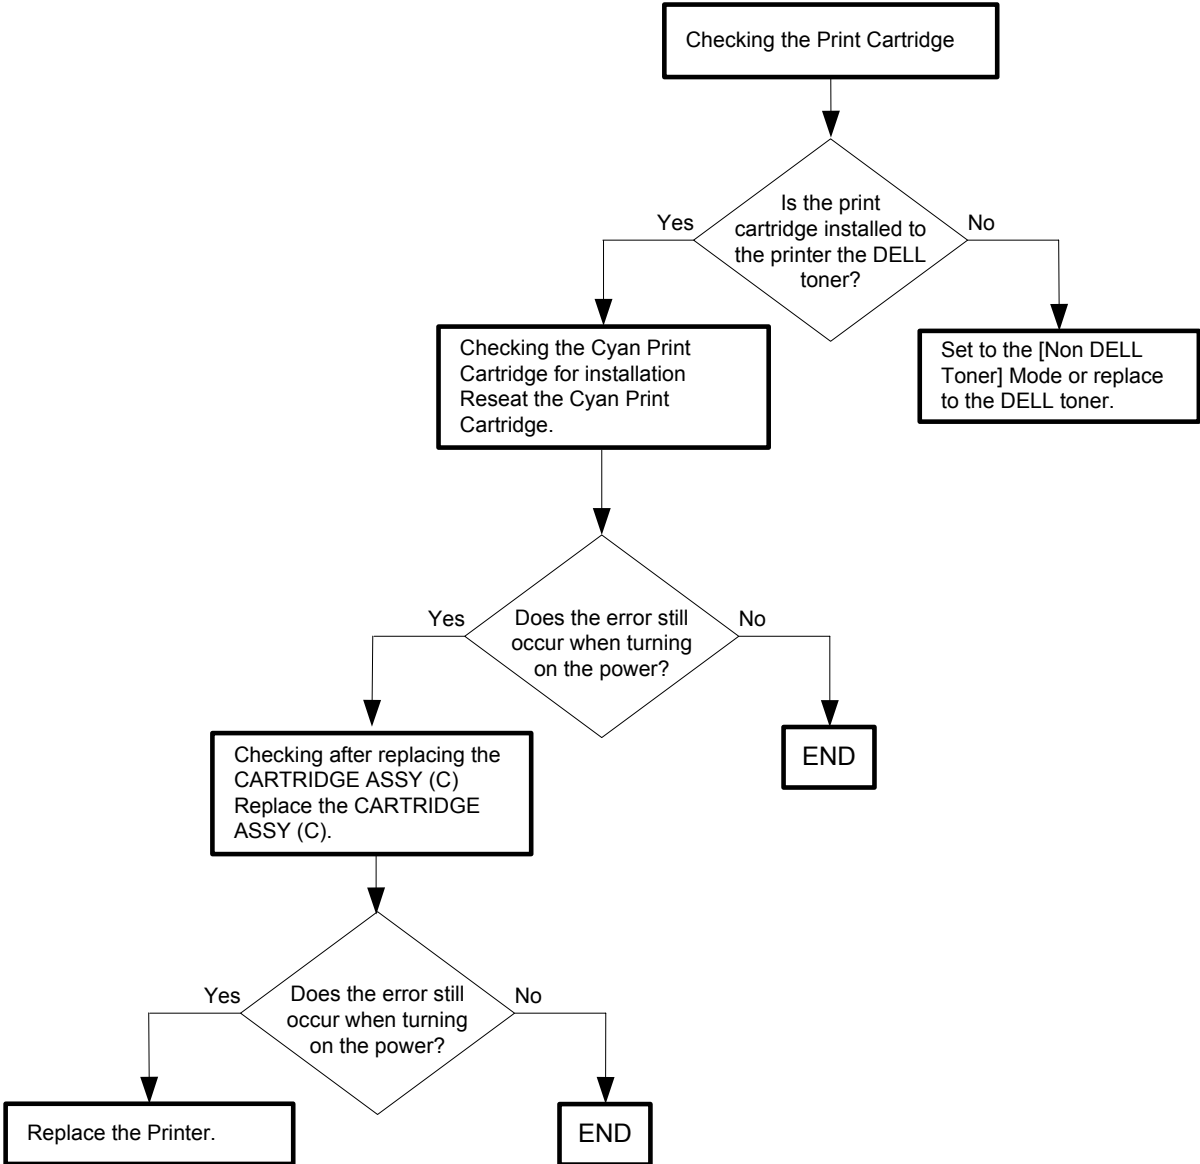 Checking the Print Cartridge
Is the print
cartridge installed to
the printer the DELL
toner?
Yes
No
Checking the Cyan Print
Cartridge for installation
Reseat the Cyan Print
Cartridge.
Set to the [Non DELL
Toner] Mode or replace
to the DELL toner.
Does the error still
occur when turning
on the power?
Yes
No
Checking after replacing the
CARTRIDGE ASSY (C)
Replace the CARTRIDGE
ASSY (C).
END
Does the error still
occur when turning
on the power?
Yes
No
Replace the Printer.
END